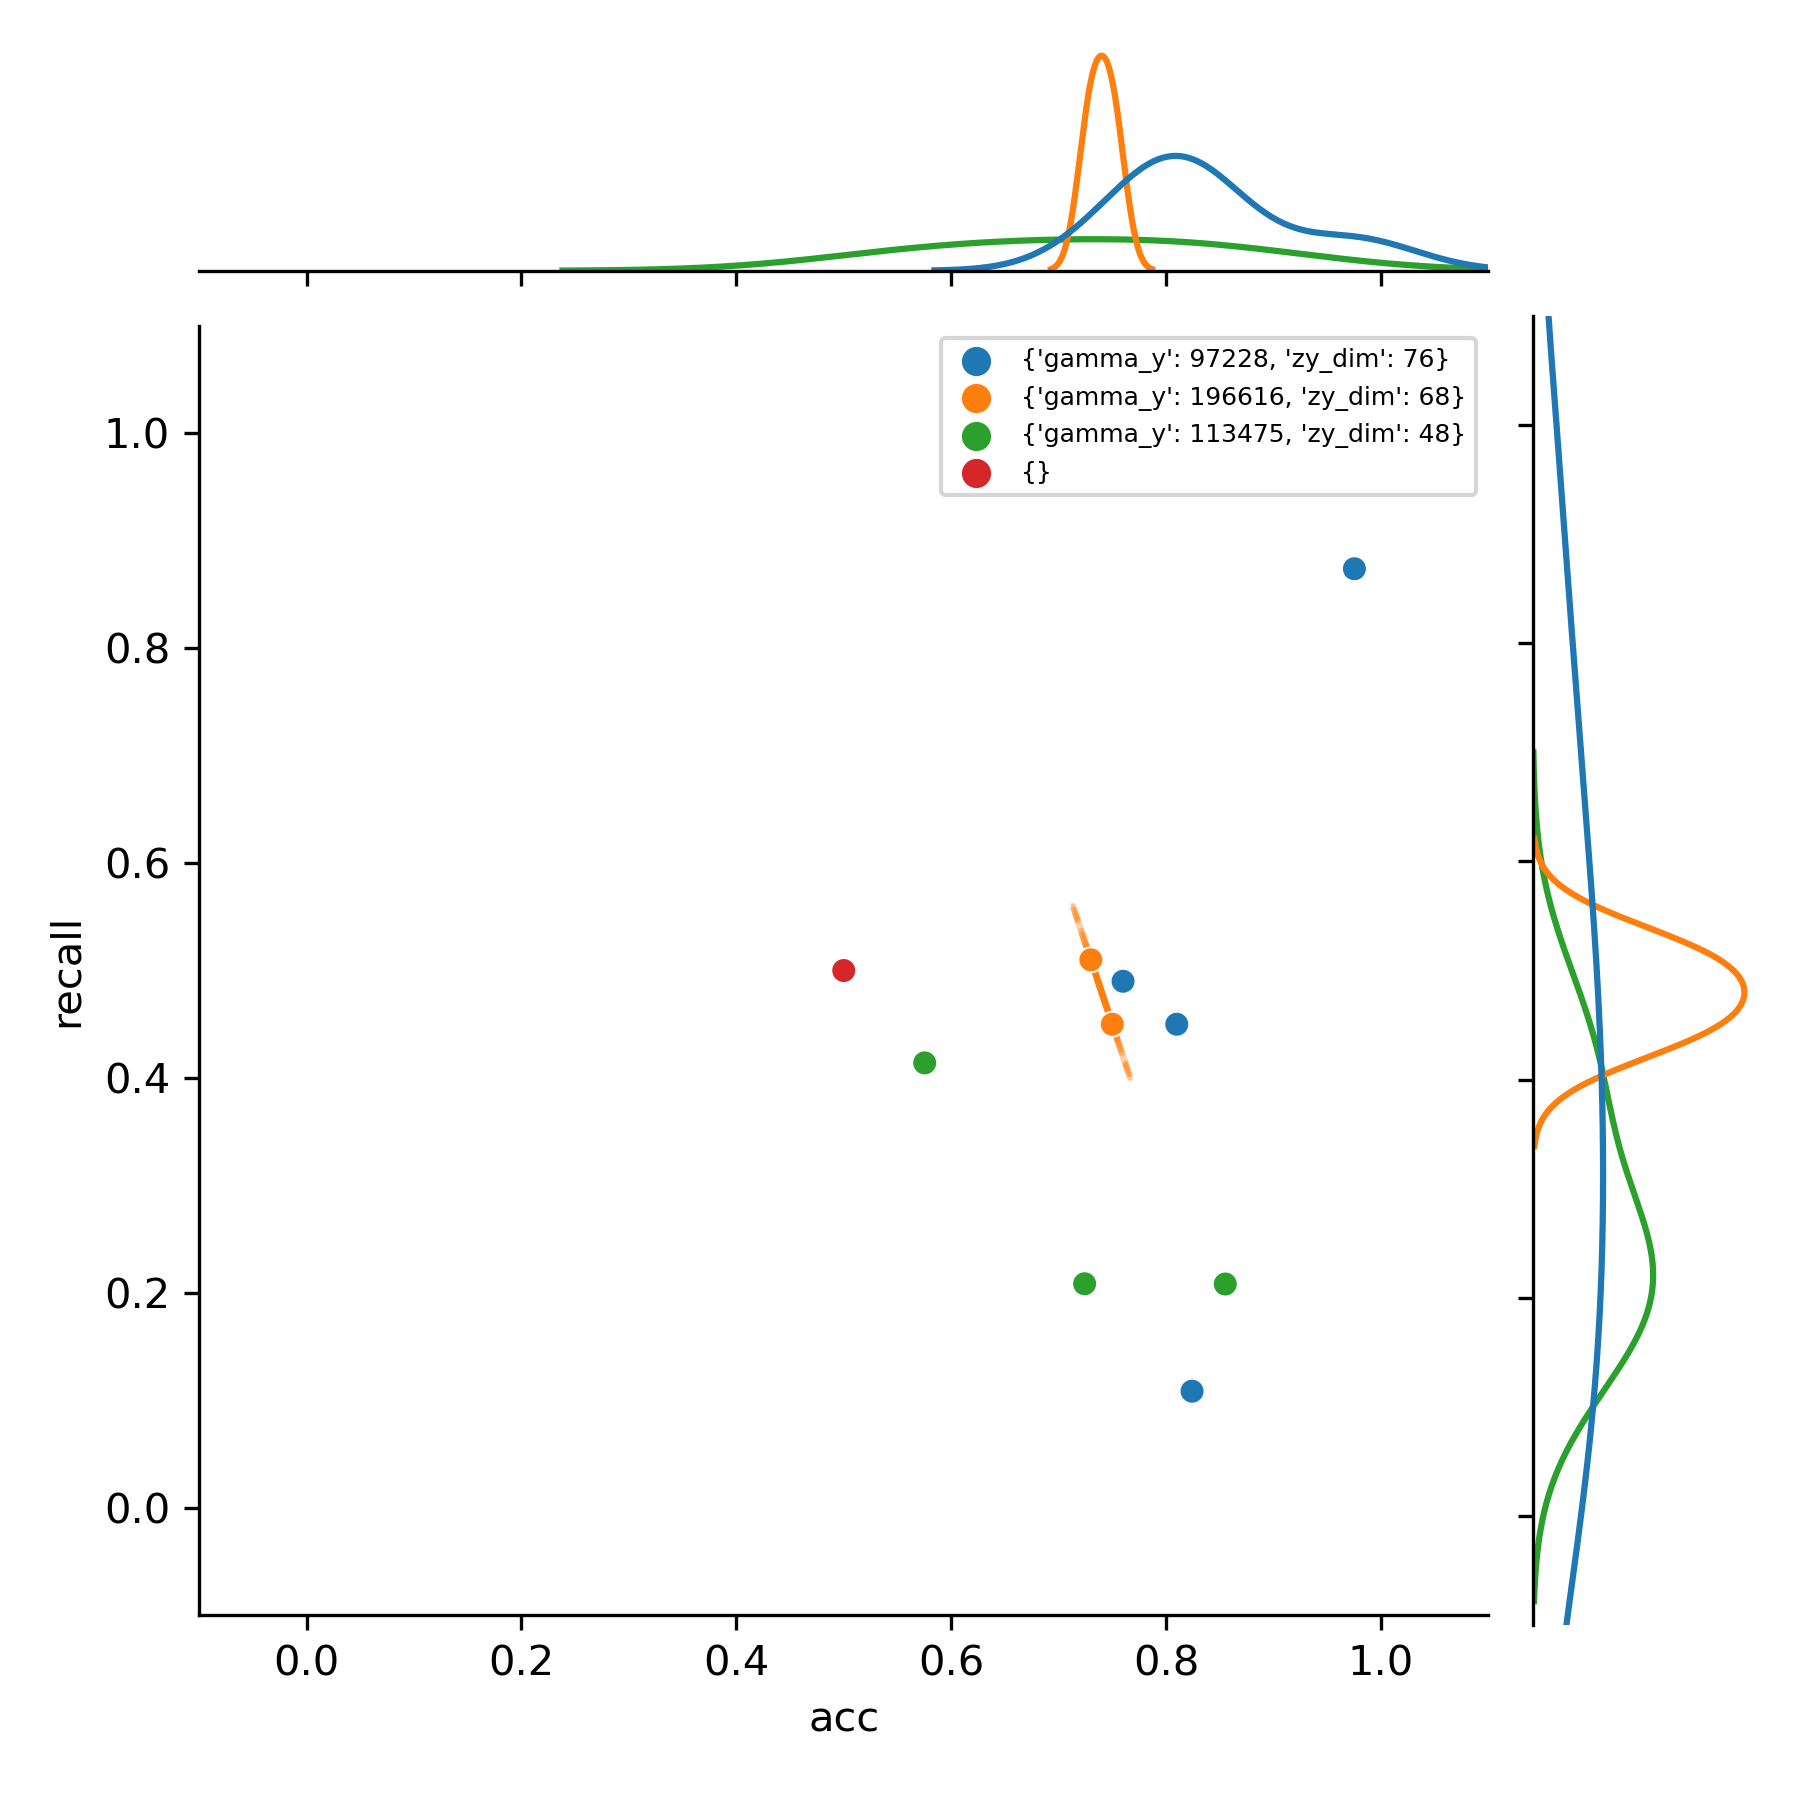 {'gamma_y': 97228, 'zy_dim': 76}
{'gamma_y': 196616, 'zy_dim': 68}
{'gamma_y': 113475, 'zy_dim': 48}
{}
1.0
0.8
0.6
0.4
0.2
0.0
recall
0.0 0.2 0.4 0.6 0.8 1.0
acc